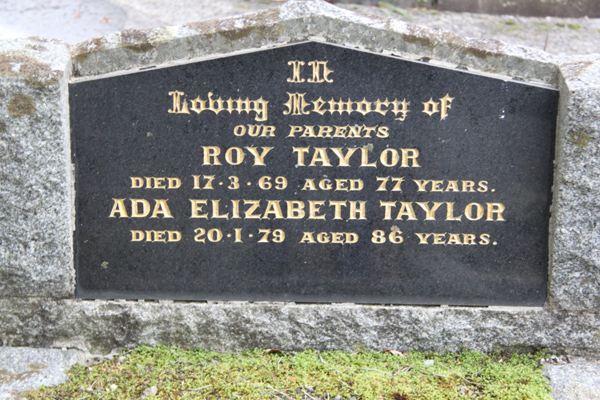 In
Loving Memory of
OUR PARENTS
ROY TAYLOR
DIED 17·3·69 AGED 77 YEARS.
ADA ELIZABETH TAYLOR
DIED 20·1·79 AGED 86 YEARS.